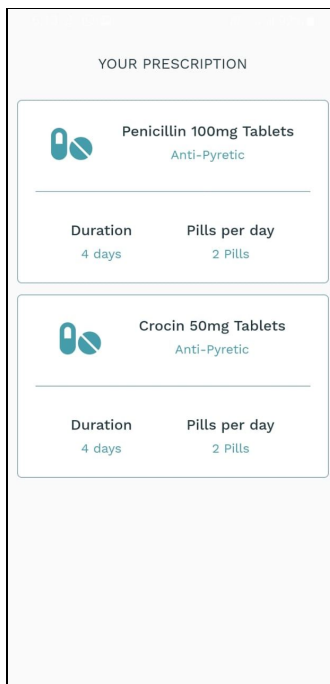 YOUR PRESCRIPTION
Penicillin 100mg Tablets
Anti-Pyretic
Duration Pills per day
4 days 2 Pills
Crocin 50mg Tablets
Anti-Pyretic
Duration Pills per day
4 days 2 Pills